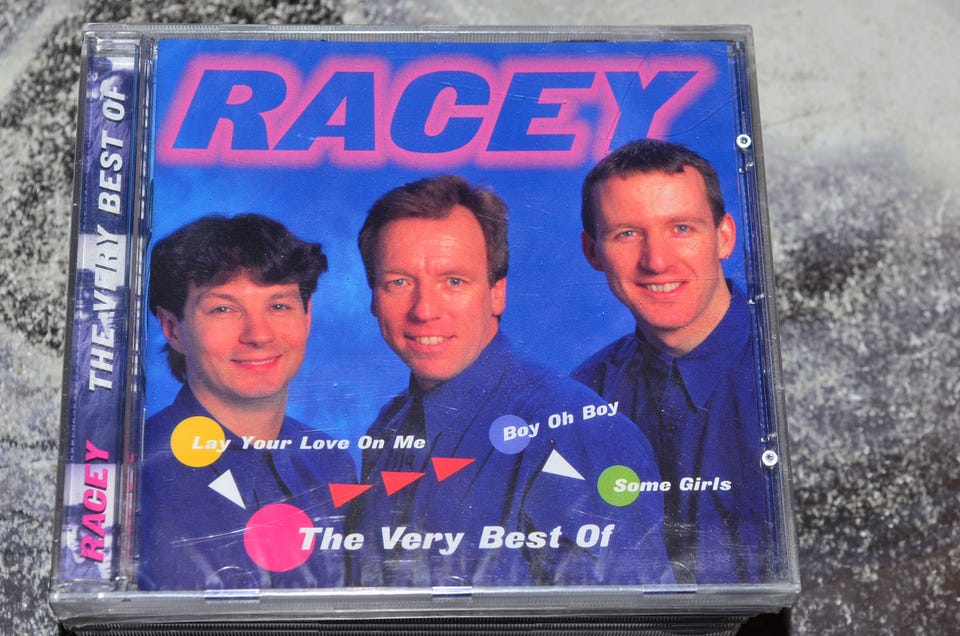 RACEY
Lay Your Love On Me
Boy Oh Boy
Some Girls
The Very Best Of
RACEY THE VERY BEST OF